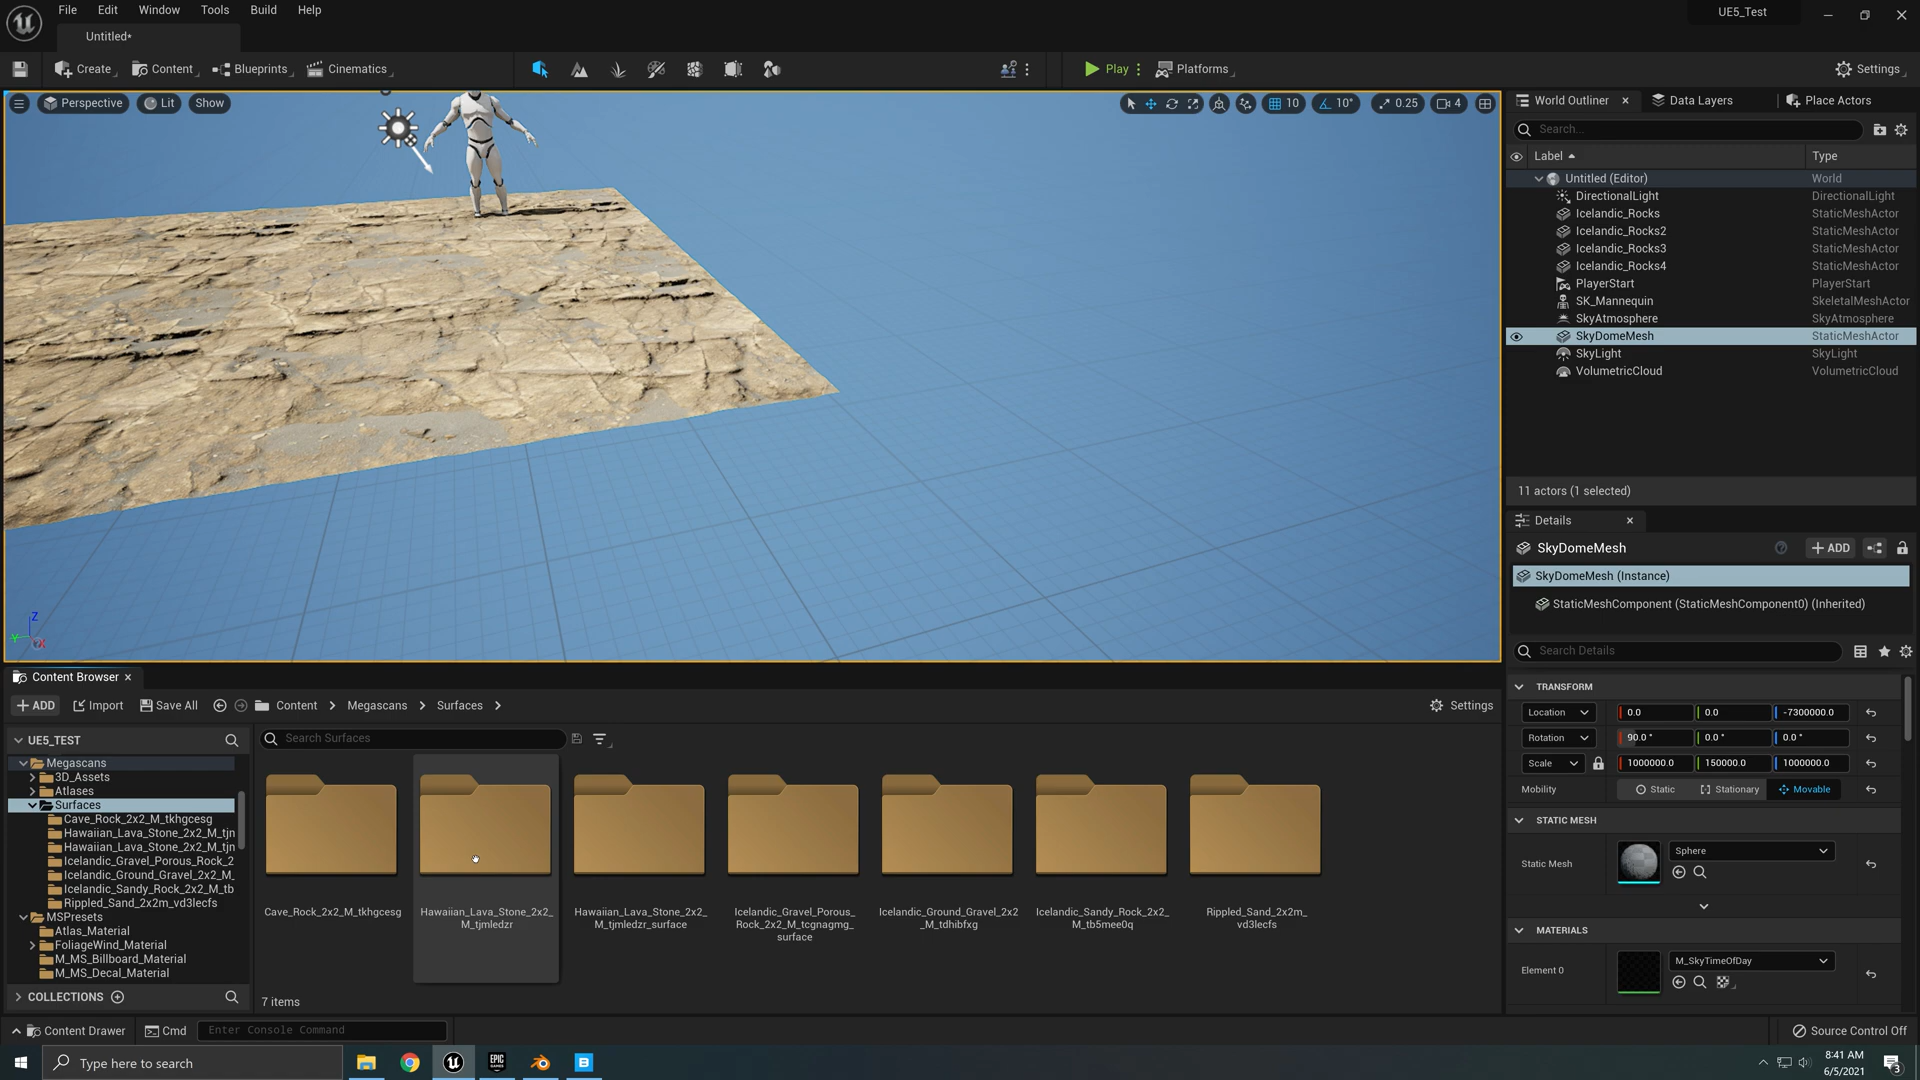 File Edit Window Tools Build Help
UE5_Test
Untitled*
Create Content Blueprints Cinematics Play Platforms Settings
Perspective Lit Show
10 10° 0.25 4
World Outliner Data Layers Place Actors
Search...
Label Type
Untitled (Editor) World
DirectionalLight DirectionalLight
Icelandic_Rocks StaticMeshActor
Icelandic_Rocks2 StaticMeshActor
Icelandic_Rocks3 StaticMeshActor
Icelandic_Rocks4 StaticMeshActor
PlayerStart PlayerStart
SK_Mannequin SkeletalMeshActor
SkyAtmosphere SkyAtmosphere
SkyDomeMesh StaticMeshActor
SkyLight SkyLight
VolumetricCloud VolumetricCloud
11 actors (1 selected)
Details
SkyDomeMesh
ADD
SkyDomeMesh (Instance)
StaticMeshComponent (StaticMeshComponent0) (Inherited)
Search Details
TRANSFORM
Location 0.0 0.0 -7300000.0
Rotation 90.0 ° 0.0 ° 0.0 °
Scale 1000000.0 150000.0 1000000.0
Mobility Static Stationary Movable
STATIC MESH
Static Mesh Sphere
MATERIALS
Element 0 M_SkyTimeOfDay
Z
Y
Content Browser
ADD Import Save All Content Megascans Surfaces Settings
UE5_TEST
Search Surfaces
Megascans
3D_Assets
Atlases
Surfaces
Cave_Rock_2x2_M_tkhgcesg
Hawaiian_Lava_Stone_2x2_M_tjn
Hawaiian_Lava_Stone_2x2_M_tjn
Icelandic_Gravel_Porous_Rock_2
Icelandic_Ground_Gravel_2x2_M_
Icelandic_Sandy_Rock_2x2_M_tb
Rippled_Sand_2x2m_vd3lecfs
MSPresets
Atlas_Material
FoliageWind_Material
M_MS_Billboard_Material
M_MS_Decal_Material
COLLECTIONS
Cave_Rock_2x2_M_tkhgcesg
Hawaiian_Lava_Stone_2x2_
M_tjmledzr
Hawaiian_Lava_Stone_2x2_
M_tjmledzr_surface
Icelandic_Gravel_Porous_
Rock_2x2_M_tcgnagmg_
surface
Icelandic_Ground_Gravel_2x2
_M_tdhibfxg
Icelandic_Sandy_Rock_2x2_
M_tb5mee0q
Rippled_Sand_2x2m_
vd3lecfs
7 items
Content Drawer Cmd Enter Console Command Source Control Off
Type here to search
EPIC
GAMES
8:41 AM
6/5/2021
3